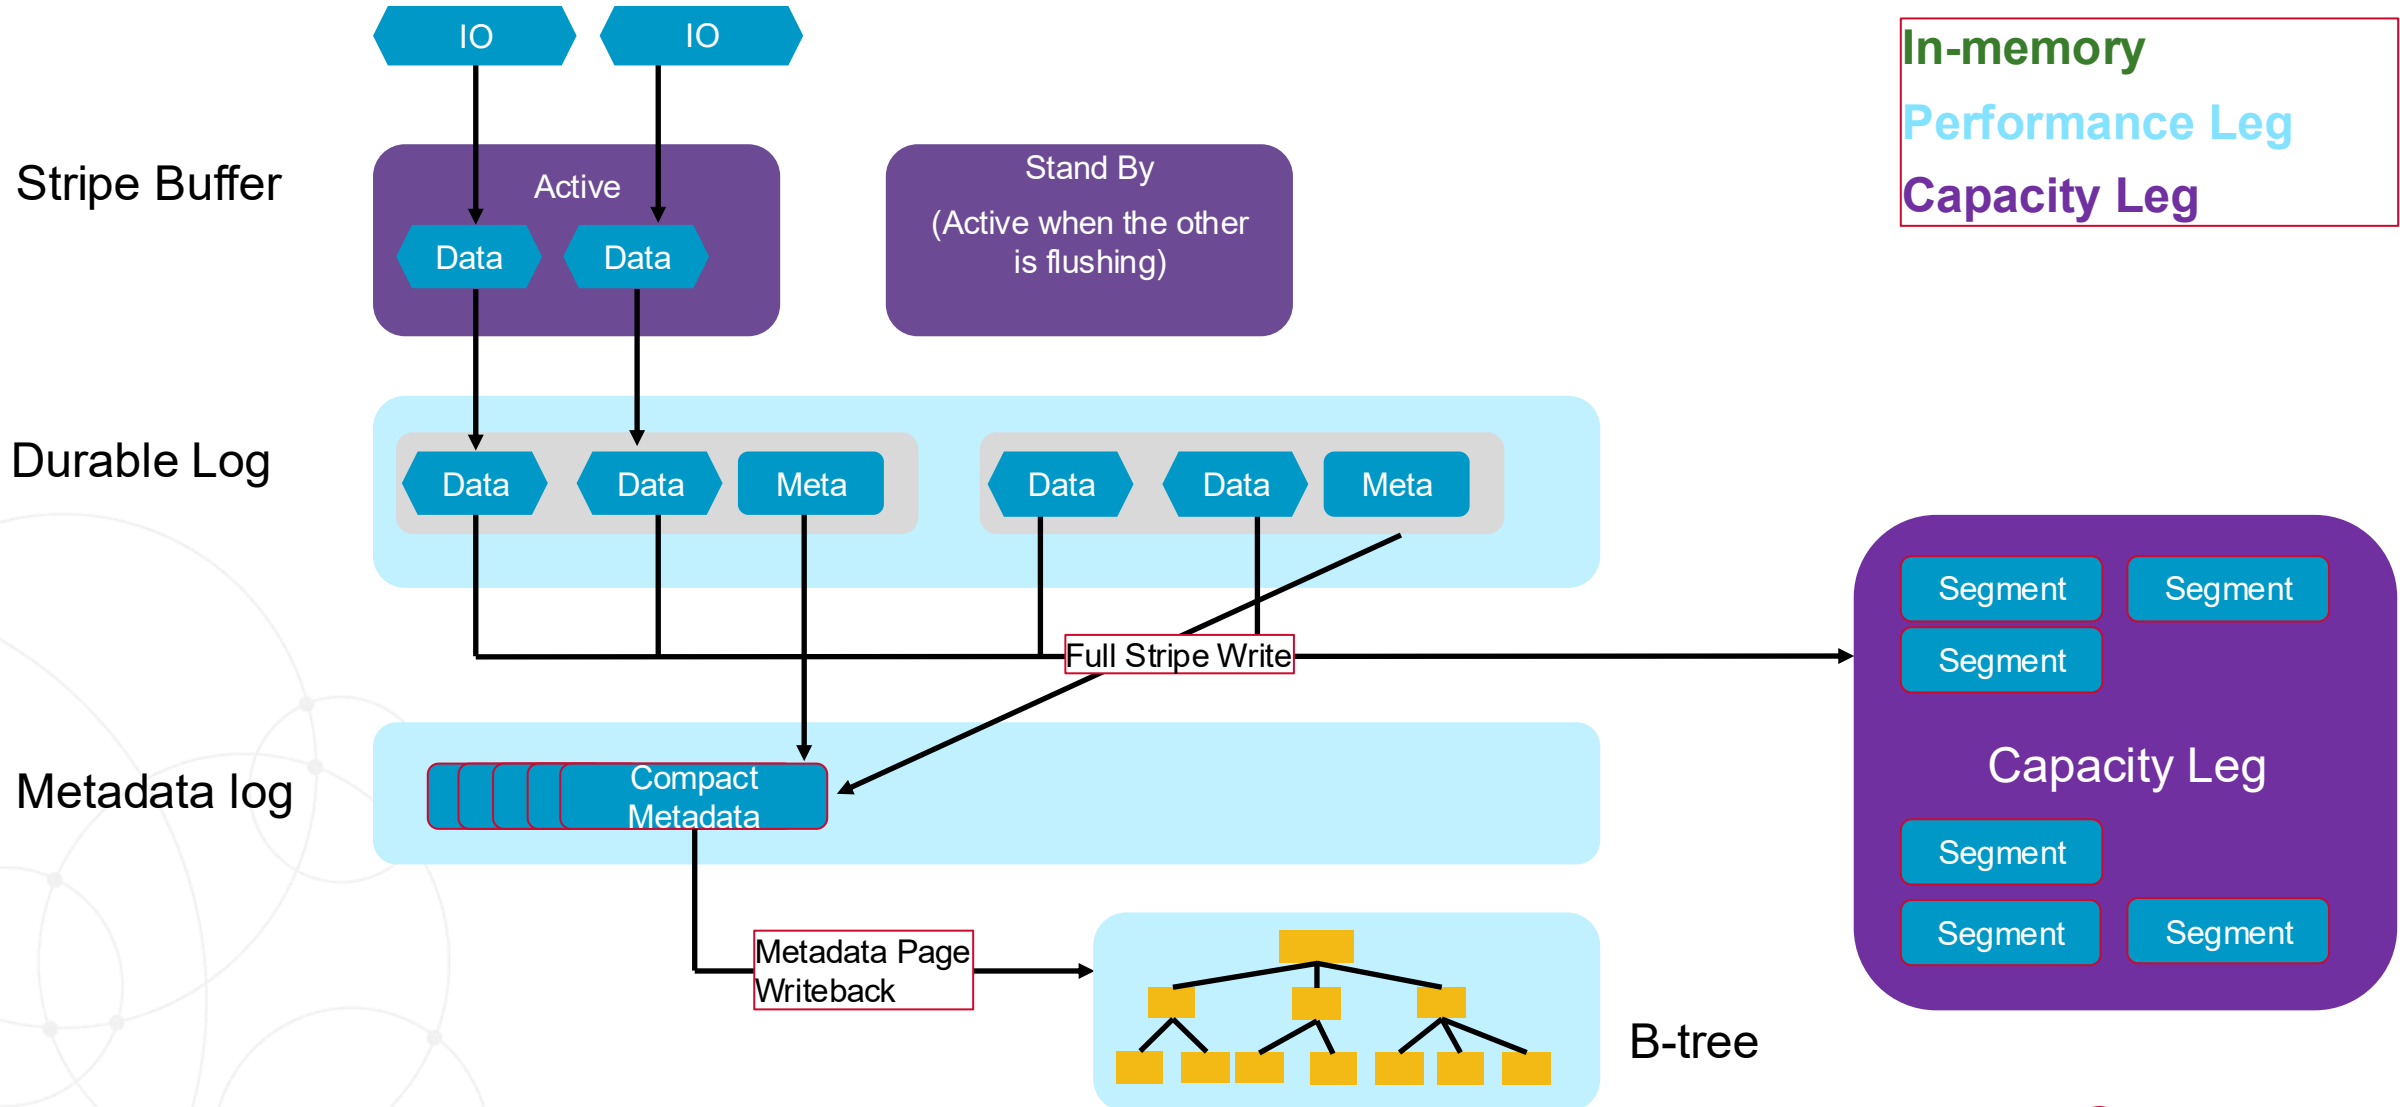 IO
IO
In-memory
Performance Leg
Capacity Leg
Stripe Buffer
Active
Data
Data
Stand By
(Active when the other
is flushing)
Durable Log
Data
Data
Meta
Data
Data
Meta
Full Stripe Write
Segment
Segment
Segment
Capacity Leg
Segment
Segment
Segment
Metadata log
Compact
Metadata
Metadata Page
Writeback
B-tree